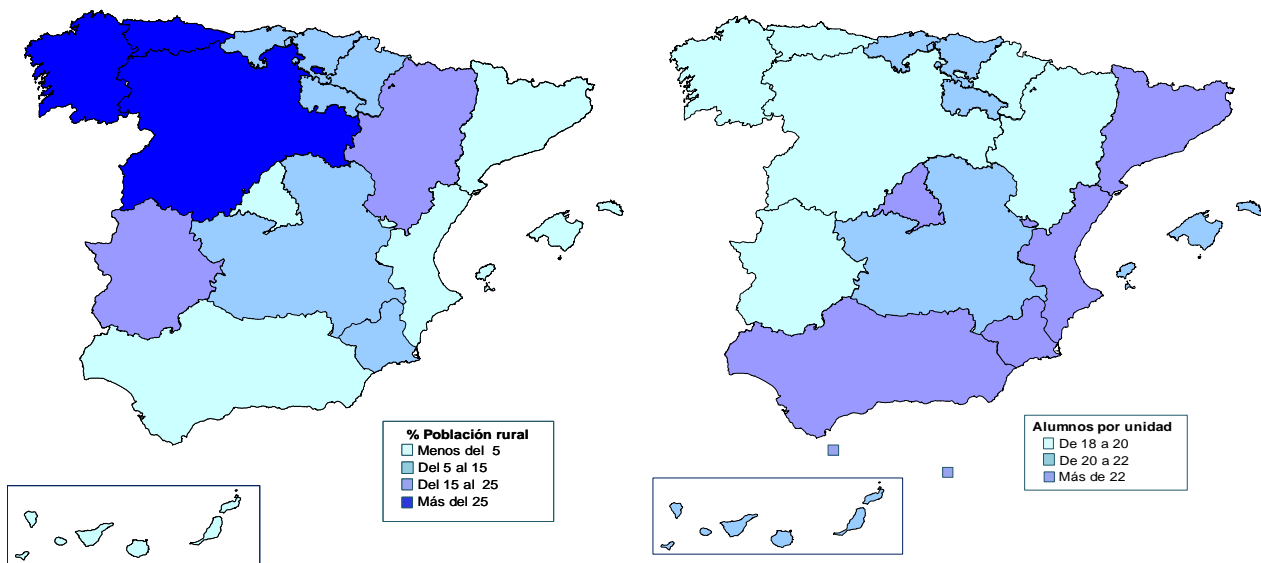 % Población rural
Menos del 5
Del 5 al 15
Del 15 al 25
Más del 25
Alumnos por unidad
De 18 a 20
De 20 a 22
Más de 22